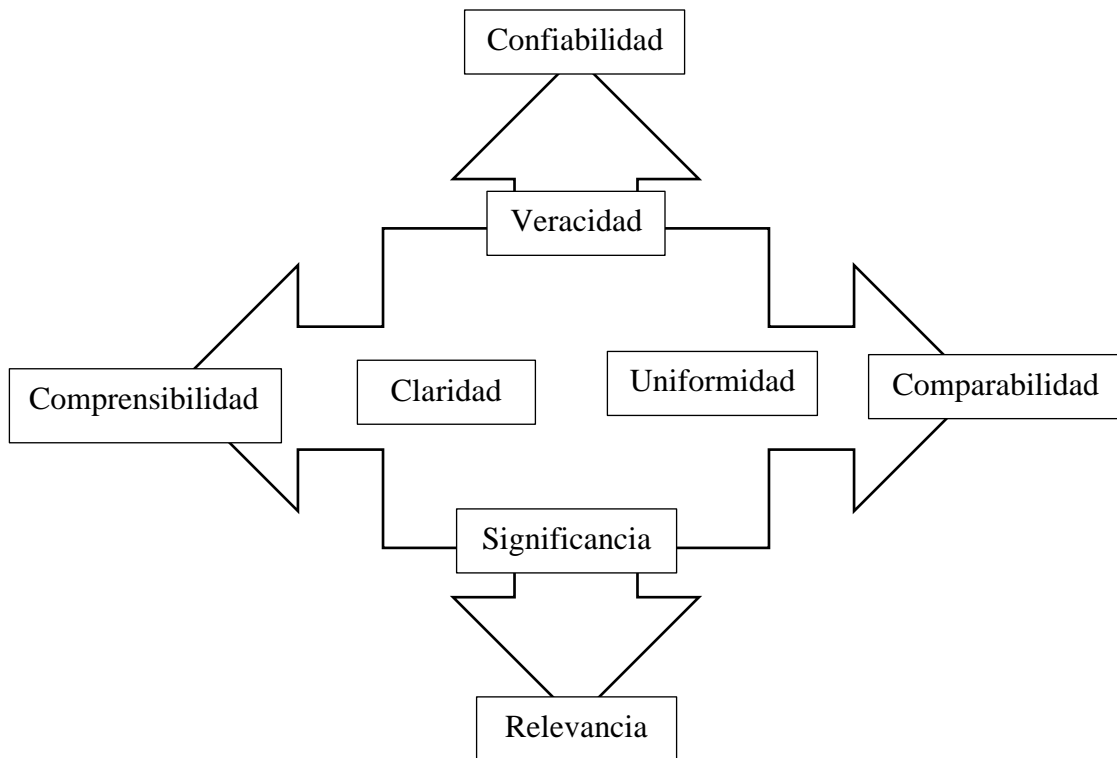 Confiabilidad
Veracidad
Comprensibilidad
Claridad
Uniformidad
Comparabilidad
Significancia
Relevancia